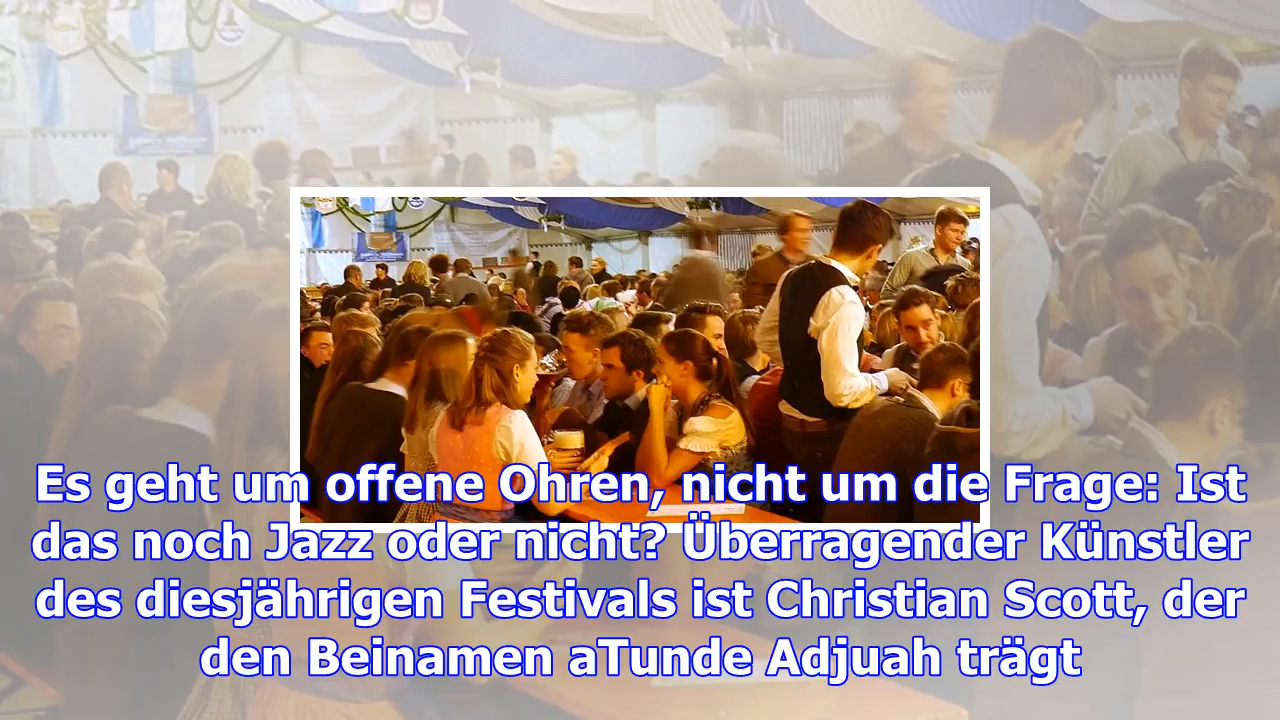 Es geht um offene Ohren, nicht um die Frage: Ist
das noch Jazz oder nicht? Überragender Künstler
des diesjährigen Festivals ist Christian Scott, der
den Beinamen aTunde Adjuah trägt